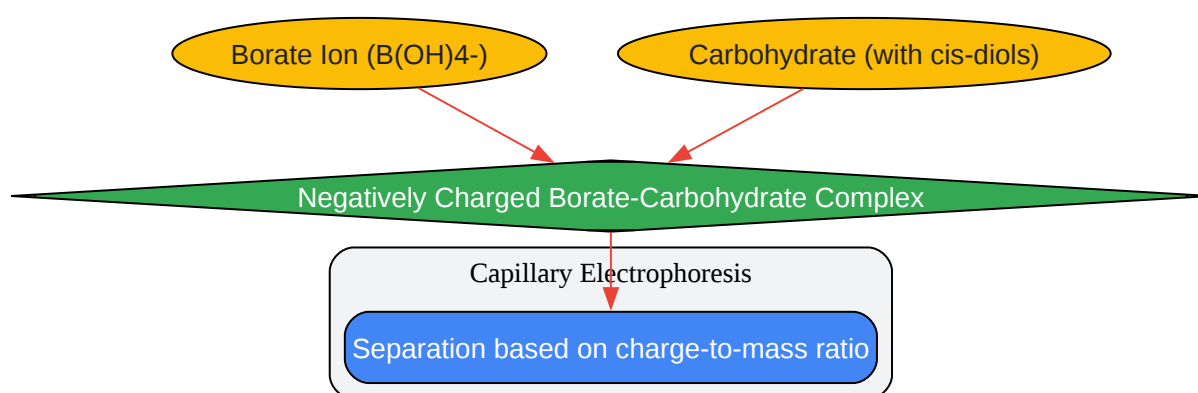 Borate Ion (B(OH)4-)
Carbohydrate (with cis-diols)
Negatively Charged Borate-Carbohydrate Complex
Capillary Electrophoresis
Separation based on charge-to-mass ratio